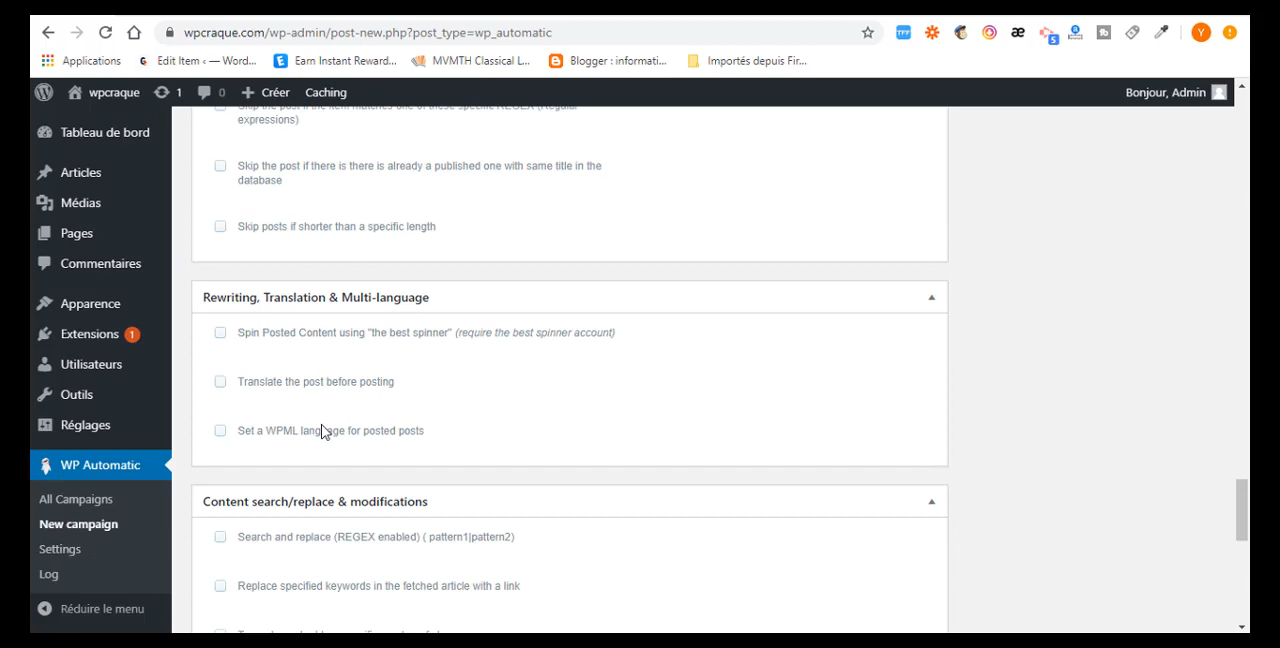 wpcraque.com/wp-admin/post-new.php?post_type=wp_automatic
Applications
Edit Item ‹ — Word...
Earn Instant Reward...
MVMTH Classical L...
Blogger : informati...
Importés depuis Fir...
wpcraque
1
0
Créer
Caching
Bonjour, Admin
Tableau de bord
Articles
Médias
Pages
Commentaires
Apparence
Extensions 1
Utilisateurs
Outils
Réglages
WP Automatic
All Campaigns
New campaign
Settings
Log
Réduire le menu
Skip the post if the item matches one of these specific REGEX (Regular
expressions)
Skip the post if there is there is already a published one with same title in the
database
Skip posts if shorter than a specific length
Rewriting, Translation & Multi-language
Spin Posted Content using "the best spinner" (require the best spinner account)
Translate the post before posting
Set a WPML language for posted posts
Content search/replace & modifications
Search and replace (REGEX enabled) ( pattern1|pattern2)
Replace specified keywords in the fetched article with a link